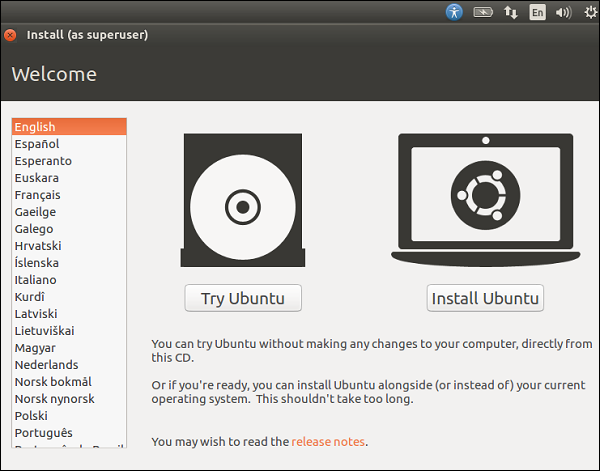 En
Install (as superuser)
Welcome
English
Español
Esperanto
Euskara
Français
Gaeilge
Galego
Hrvatski
Íslenska
Italiano
Kurdî
Latviski
Lietuviškai
Magyar
Nederlands
Norsk bokmål
Norsk nynorsk
Polski
Português
Try Ubuntu
Install Ubuntu
You can try Ubuntu without making any changes to your computer, directly from
this CD.
Or if you're ready, you can install Ubuntu alongside (or instead of) your current
operating system. This shouldn't take too long.
You may wish to read the release notes.